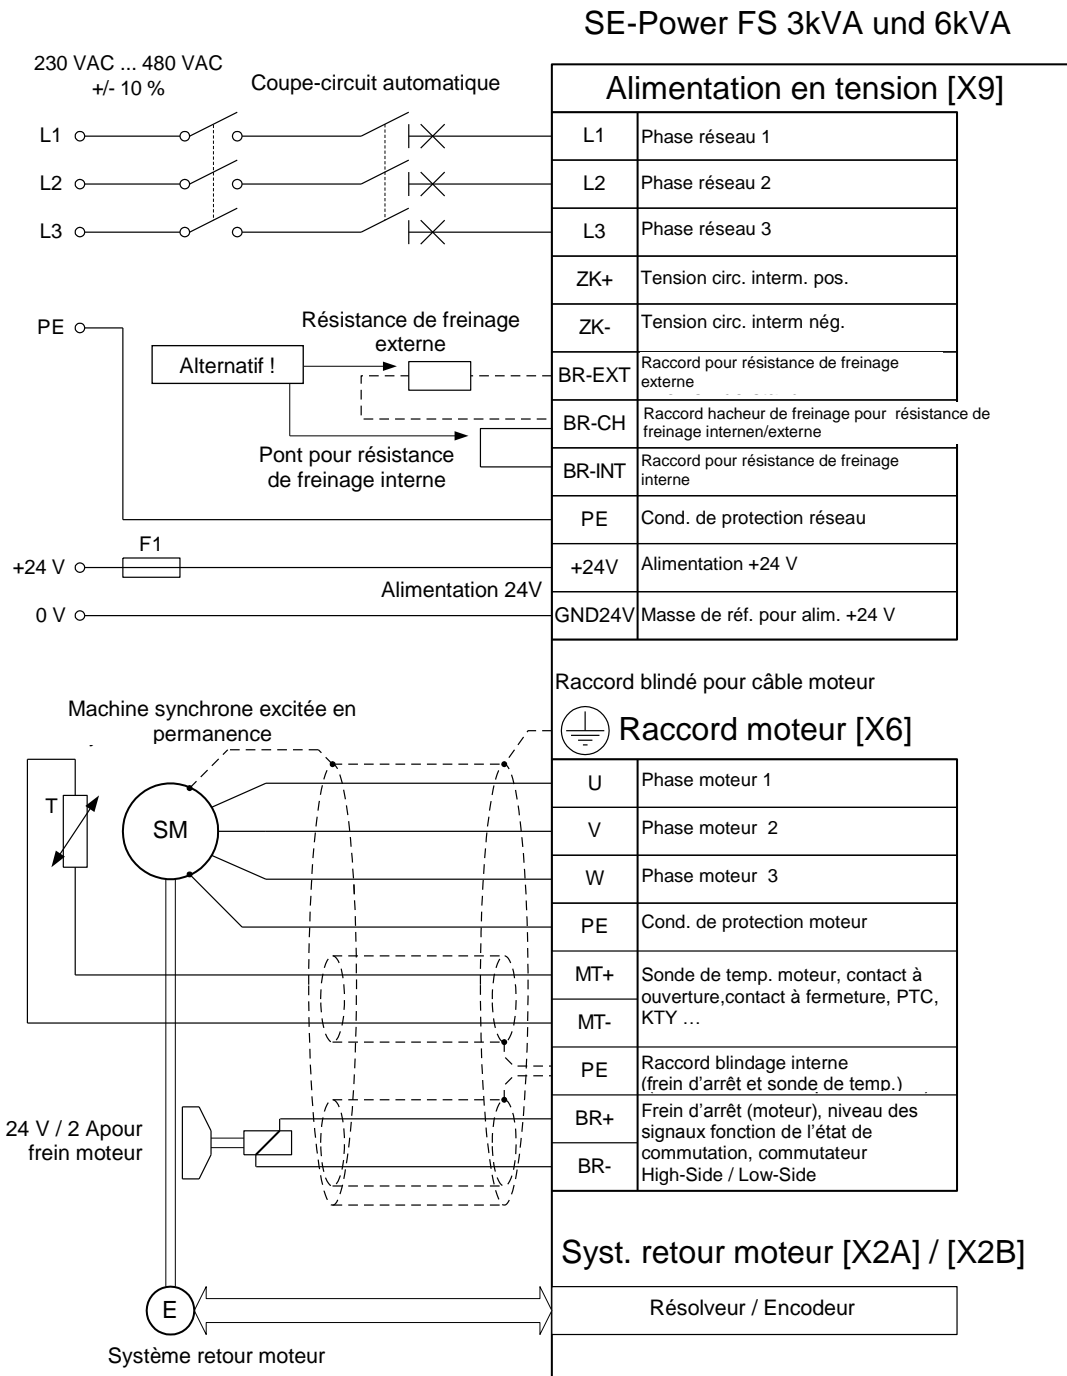 SE-Power FS 3kVA und 6kVA
230 VAC ... 480 VAC
+/- 10 %
Coupe-circuit automatique
Alimentation en tension [X9]
L1
L1
Phase réseau 1
L2
L2
Phase réseau 2
L3
L3
Phase réseau 3
ZK+
Tension circ. interm. pos.
PE
Résistance de freinage
externe
ZK-
Tension circ. interm nég.
Alternatif !
BR-EXT
Raccord pour résistance de freinage
externe
BR-CH
Raccord hacheur de freinage pour résistance de
freinage internen/externe
Pont pour résistance
de freinage interne
BR-INT
Raccord pour résistance de freinage
interne
PE
Cond. de protection réseau
F1
+24 V
+24V
Alimentation +24 V
Alimentation 24V
0 V
GND24V
Masse de réf. pour alim. +24 V
Raccord blindé pour câble moteur
Machine synchrone excitée en
permanence
Raccord moteur [X6]
U
Phase moteur 1
T
SM
V
Phase moteur 2
W
Phase moteur 3
PE
Cond. de protection moteur
MT+
MT-
Sonde de temp. moteur, contact à
ouverture,contact à fermeture, PTC,
KTY …
PE
Raccord blindage interne
(frein d’arrêt et sonde de temp.)
24 V / 2 Apour
frein moteur
BR+
BR-
Frein d’arrêt (moteur), niveau des
signaux fonction de l’état de
commutation, commutateur
High-Side / Low-Side
Syst. retour moteur [X2A] / [X2B]
E
Résolveur / Encodeur
Système retour moteur